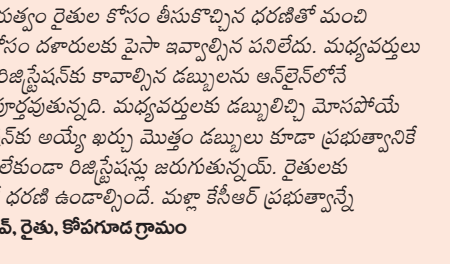 రుత్వం రైతుల కోసం తీసుకొచ్చిన ధరణితో మంచి
కోసం దళారులకు పైసా ఇవ్వాల్సిన పనిలేదు. మధ్యవర్తులు
రిజిస్ట్రేషన్‌కు కావాల్సిన డబ్బులను ఆన్‌లైన్‌లోనే
పూర్తవుతున్నది. మధ్యవర్తులకు డబ్బులిచ్చి మోసపోయే
న్‌కు అయ్యే ఖర్చు మొత్తం డబ్బులు కూడా ప్రభుత్వానికే
లేకుండా రిజిస్ట్రేషన్లు జరుగుతున్నయ్. రైతులకు
ధరణి ఉండాల్సిందే. మళ్లా కేసీఆర్ ప్రభుత్వాన్నే
వ్, రైతు, కోపగూడ గ్రామం